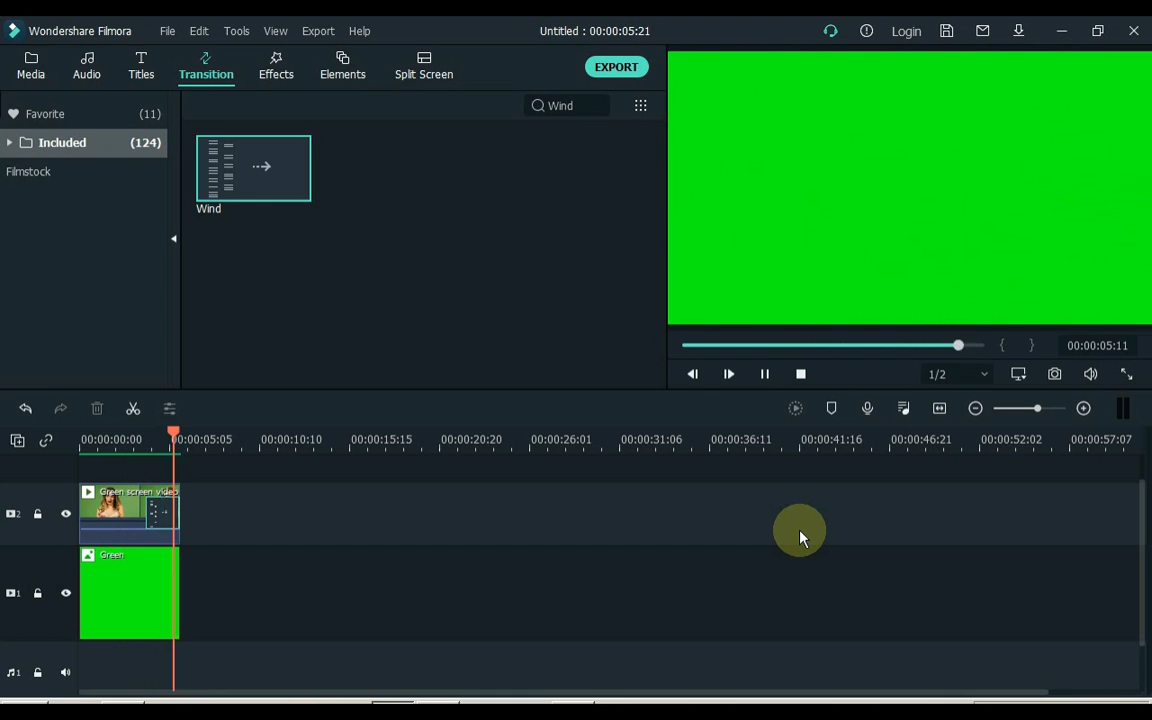 Wondershare Filmora File Edit Tools View Export Help Untitled : 00:00:05:21 Login
Media Audio Titles Transition Effects Elements Split Screen EXPORT
Favorite (11)
Included (124)
Filmstock
Wind
Wind
00:00:05:11
1/2
00:00:00:00 00:00:05:05 00:00:10:10 00:00:15:15 00:00:20:20 00:00:26:01 00:00:31:06 00:00:36:11 00:00:41:16 00:00:46:21 00:00:52:02 00:00:57:07
Green screen video
2
Green
1
1